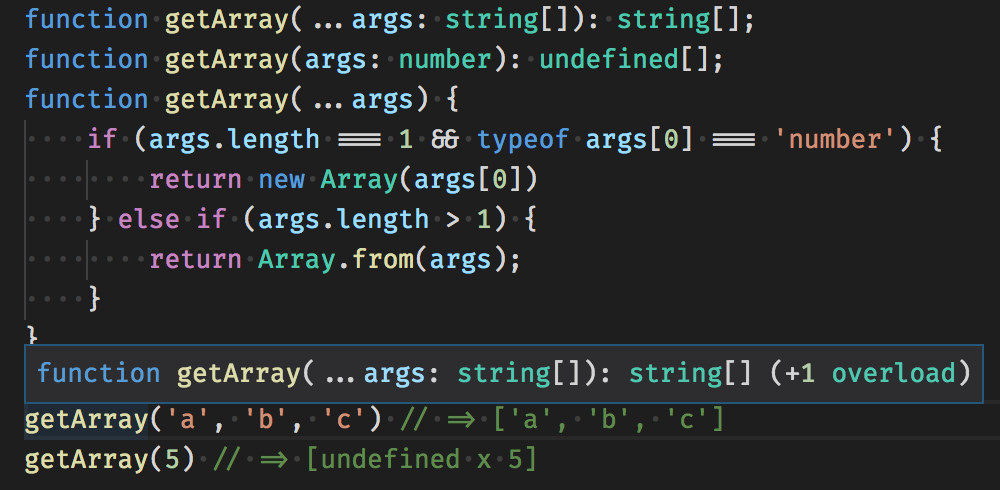 function getArray(...args: string[]): string[];
function getArray(args: number): undefined[];
function getArray(...args) {
    if (args.length === 1 && typeof args[0] === 'number') {
        return new Array(args[0])
    } else if (args.length > 1) {
        return Array.from(args);
    }
}
function getArray(...args: string[]): string[] (+1 overload)
getArray('a', 'b', 'c') // => ['a', 'b', 'c']
getArray(5) // => [undefined x 5]